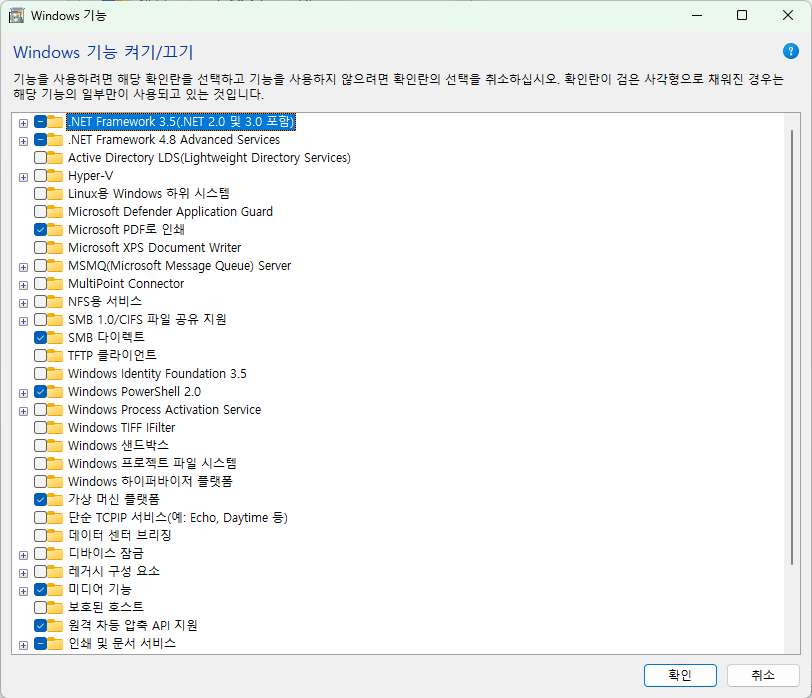 Windows 기능
Windows 기능 켜기/끄기
기능을 사용하려면 해당 확인란을 선택하고 기능을 사용하지 않으려면 확인란의 선택을 취소하십시오. 확인란이 검은 사각형으로 채워진 경우는
해당 기능의 일부만이 사용되고 있는 것입니다.
.NET Framework 3.5(.NET 2.0 및 3.0 포함)
.NET Framework 4.8 Advanced Services
Active Directory LDS(Lightweight Directory Services)
Hyper-V
Linux용 Windows 하위 시스템
Microsoft Defender Application Guard
Microsoft PDF로 인쇄
Microsoft XPS Document Writer
MSMQ(Microsoft Message Queue) Server
MultiPoint Connector
NFS용 서비스
SMB 1.0/CIFS 파일 공유 지원
SMB 다이렉트
TFTP 클라이언트
Windows Identity Foundation 3.5
Windows PowerShell 2.0
Windows Process Activation Service
Windows TIFF IFilter
Windows 샌드박스
Windows 프로젝트 파일 시스템
Windows 하이퍼바이저 플랫폼
가상 머신 플랫폼
단순 TCPIP 서비스(예: Echo, Daytime 등)
데이터 센터 브리징
디바이스 잠금
레거시 구성 요소
미디어 기능
보호된 호스트
원격 차등 압축 API 지원
인쇄 및 문서 서비스
확인
취소